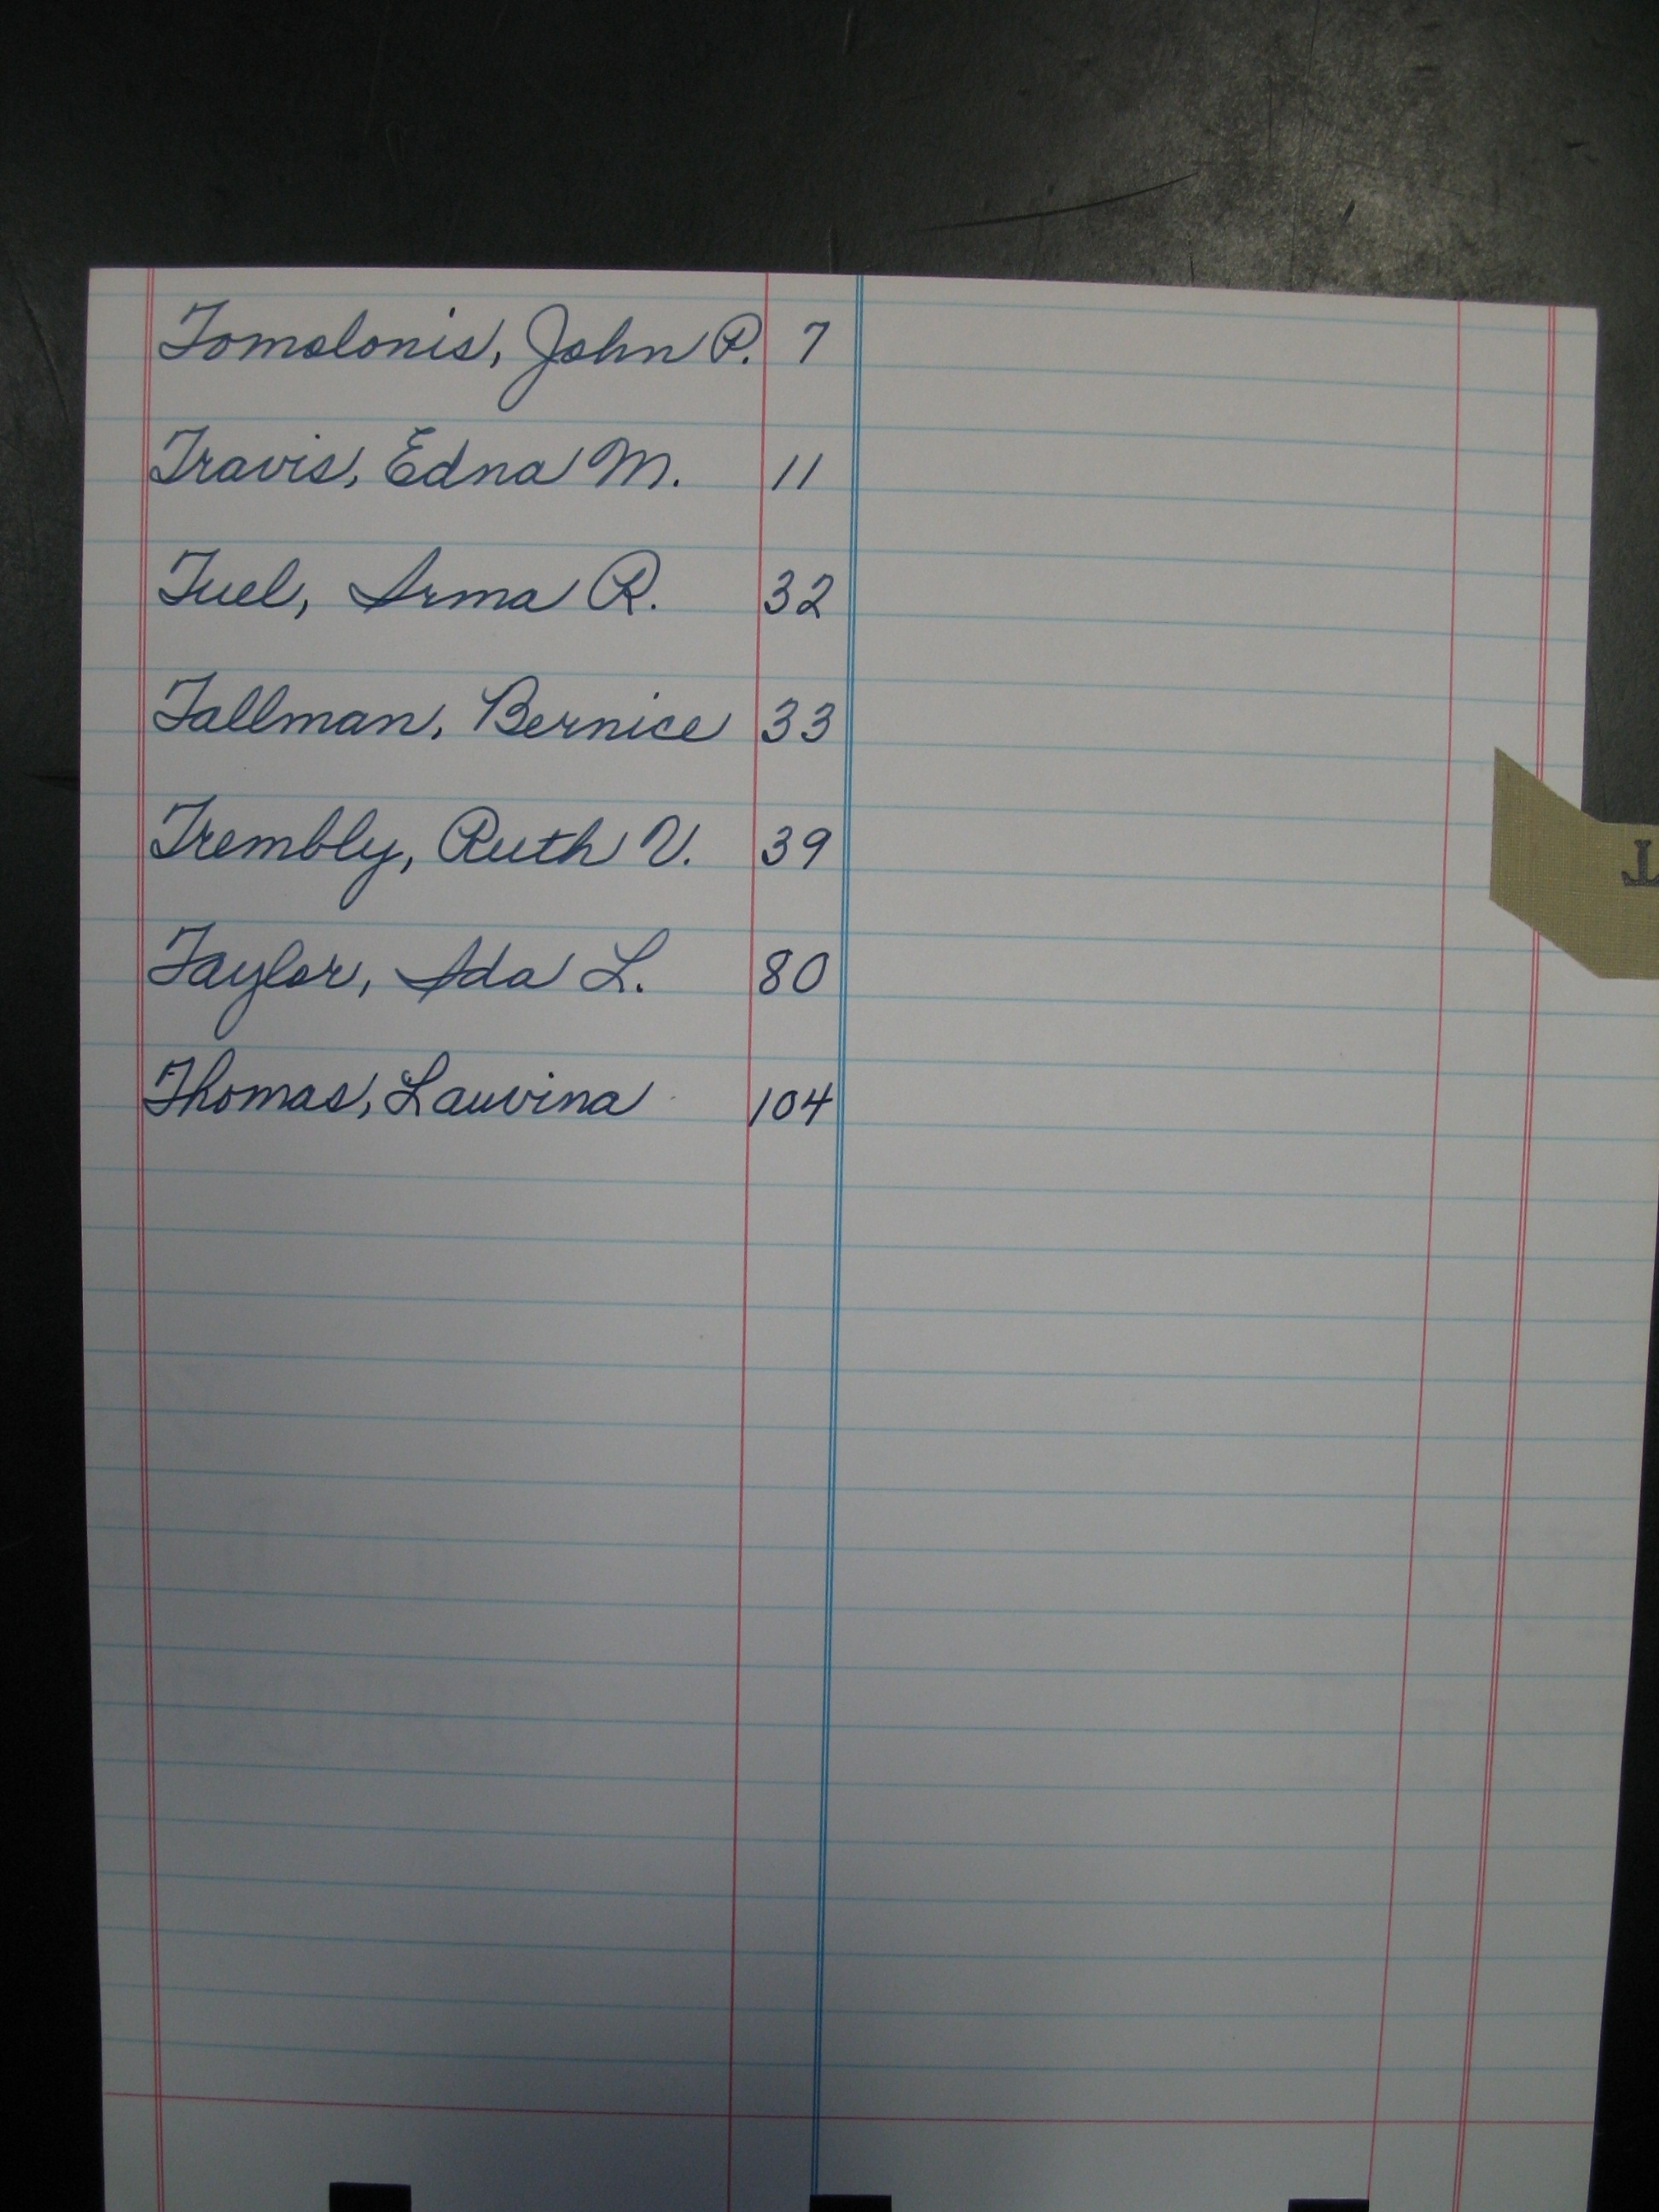 Tomolonis, John P. 7
Travis, Edna M. 11
Tuel, Arma R. 32
Tallman, Bernice 33
Trembly, Ruth V. 39
T
Taylor, Ada L. 80
Thomas, Lauvina 104